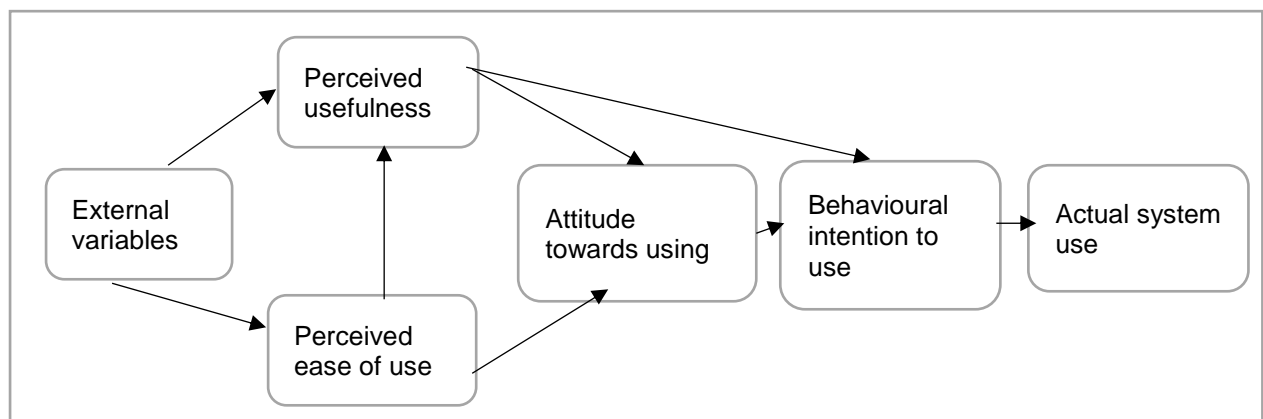 Perceived
usefulness
External
variables
Perceived
ease of use
Attitude
towards using
Behavioural
intention to
use
Actual system
use